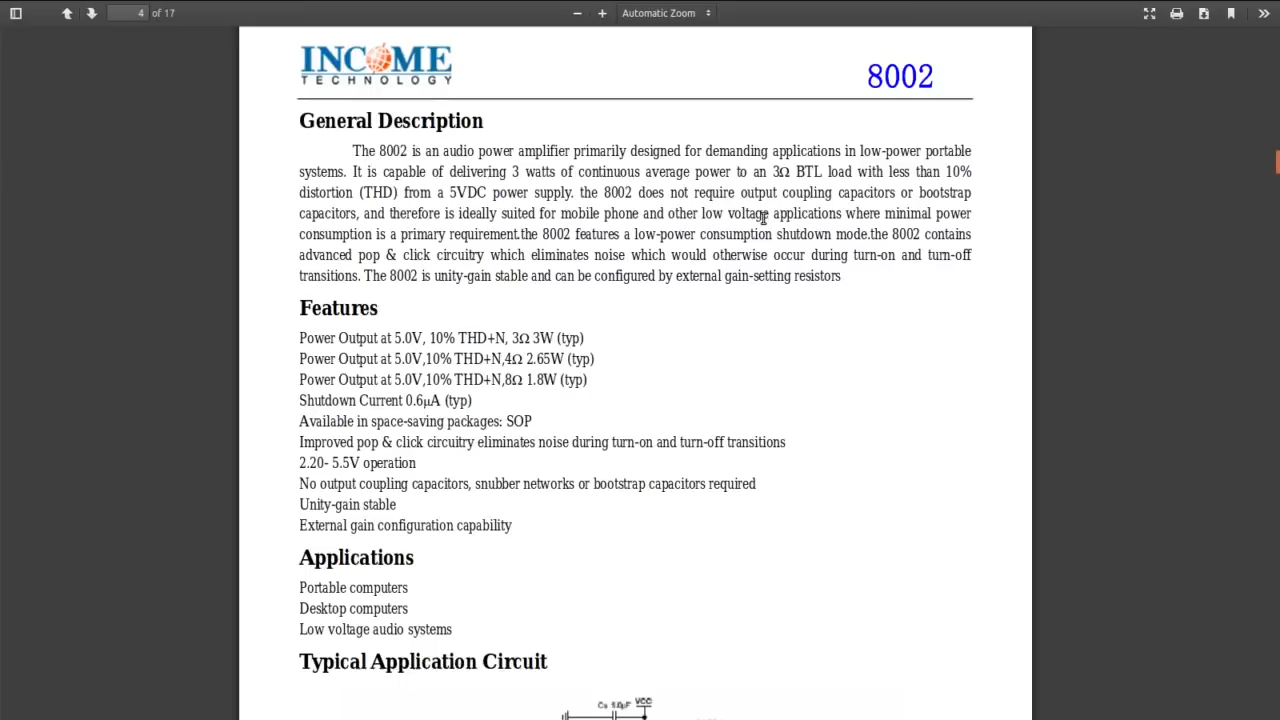 4 of 17
Automatic Zoom
INCOME
TECHNOLOGY
8002
General Description
The 8002 is an audio power amplifier primarily designed for demanding applications in low-power portable
systems. It is capable of delivering 3 watts of continuous average power to an 3Ω BTL load with less than 10%
distortion (THD) from a 5VDC power supply. the 8002 does not require output coupling capacitors or bootstrap
capacitors, and therefore is ideally suited for mobile phone and other low voltage applications where minimal power
consumption is a primary requirement.the 8002 features a low-power consumption shutdown mode.the 8002 contains
advanced pop & click circuitry which eliminates noise which would otherwise occur during turn-on and turn-off
transitions. The 8002 is unity-gain stable and can be configured by external gain-setting resistors
Features
Power Output at 5.0V, 10% THD+N, 3Ω 3W (typ)
Power Output at 5.0V,10% THD+N,4Ω 2.65W (typ)
Power Output at 5.0V,10% THD+N,8Ω 1.8W (typ)
Shutdown Current 0.6μA (typ)
Available in space-saving packages: SOP
Improved pop & click circuitry eliminates noise during turn-on and turn-off transitions
2.20- 5.5V operation
No output coupling capacitors, snubber networks or bootstrap capacitors required
Unity-gain stable
External gain configuration capability
Applications
Portable computers
Desktop computers
Low voltage audio systems
Typical Application Circuit
Cs 1.0μF VCC